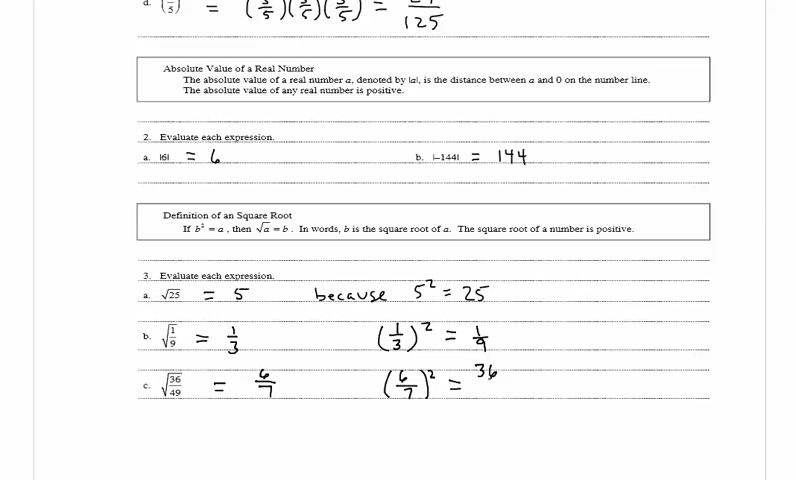 d. = ( /5)( /5)( /5) = /125
Absolute Value of a Real Number
The absolute value of a real number a, denoted by |a|, is the distance between a and 0 on the number line.
The absolute value of any real number is positive.
2. Evaluate each expression.
a. |6| = 6 b. |–144| = 144
Definition of an Square Root
If b² = a, then √a = b. In words, b is the square root of a. The square root of a number is positive.
3. Evaluate each expression.
a. √25 = 5 because 5² = 25
b. √(1/9) = 1/3 (1/3)² = 1/9
c. √(36/49) = 6/7 (6/7)² = 36